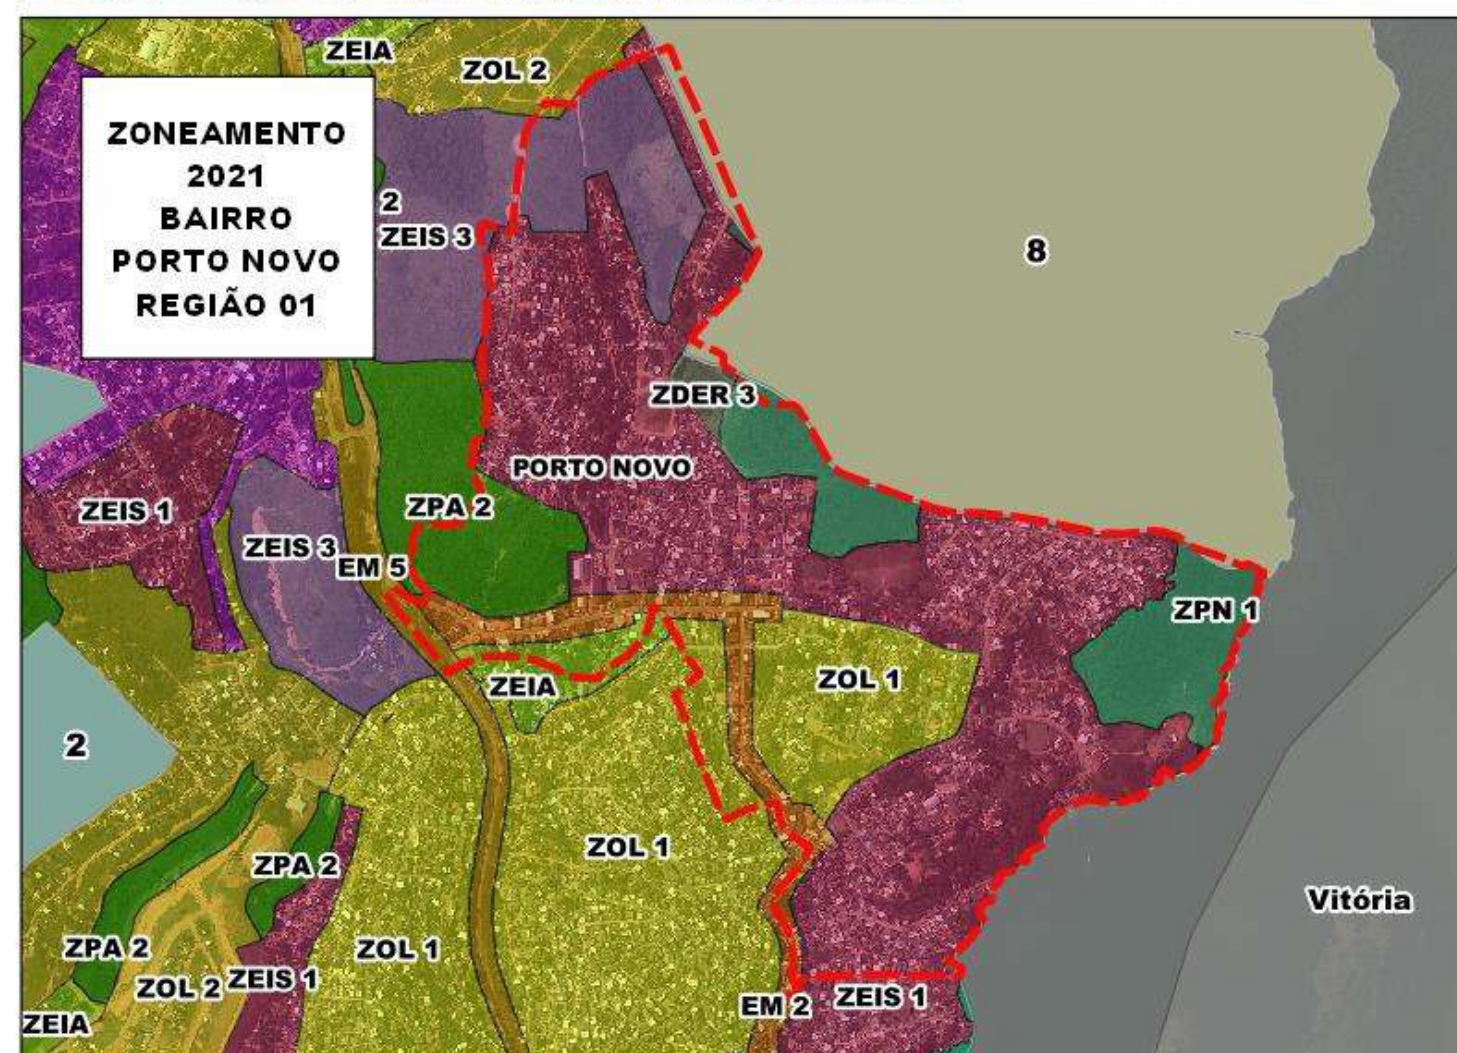 ZEIA
ZOL 2
ZONEAMENTO
2021
BAIRRO
PORTO NOVO
REGIÃO 01
2
ZEIS 3
8
ZDER 3
PORTO NOVO
ZPA 2
ZEIS 1
ZEIS 3
EM 5
ZPN 1
ZEIA
ZOL 1
2
ZOL 1
ZPA 2
Vitória
ZPA 2
ZOL 1
ZOL 2
ZEIS 1
EM 2
ZEIS 1
ZEIA